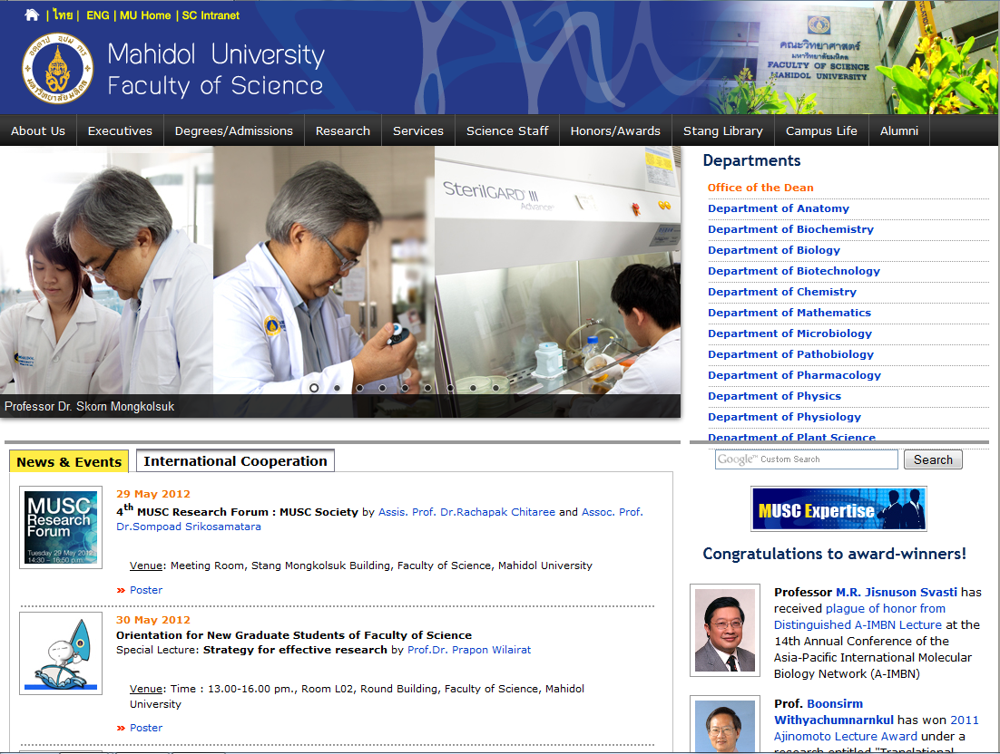 | ไทย | ENG | MU Home | SC Intranet
Mahidol University
Faculty of Science
คณะวิทยาศาสตร์
มหาวิทยาลัยมหิดล
FACULTY OF SCIENCE
MAHIDOL UNIVERSITY
About Us
Executives
Degrees/Admissions
Research
Services
Science Staff
Honors/Awards
Stang Library
Campus Life
Alumni
SterilGARD III
Advance
Professor Dr. Skorn Mongkolsuk
Departments
Office of the Dean
Department of Anatomy
Department of Biochemistry
Department of Biology
Department of Biotechnology
Department of Chemistry
Department of Mathematics
Department of Microbiology
Department of Pathobiology
Department of Pharmacology
Department of Physics
Department of Physiology
Department of Plant Science
News & Events
International Cooperation
MUSC
Research
Forum
Tuesday 29 May 2012
14:30 - 16:50 p.m.
29 May 2012
4th MUSC Research Forum : MUSC Society by Assis. Prof. Dr.Rachapak Chitaree and Assoc. Prof.
Dr.Sompoad Srikosamatara
Venue: Meeting Room, Stang Mongkolsuk Building, Faculty of Science, Mahidol University
» Poster
30 May 2012
Orientation for New Graduate Students of Faculty of Science
Special Lecture: Strategy for effective research by Prof.Dr. Prapon Wilairat
Venue: Time : 13.00-16.00 pm., Room L02, Round Building, Faculty of Science, Mahidol
University
» Poster
Google™ Custom Search
Search
MUSC Expertise
Congratulations to award-winners!
Professor M.R. Jisnuson Svasti has
received plague of honor from
Distinguished A-IMBN Lecture at the
14th Annual Conference of the
Asia-Pacific International Molecular
Biology Network (A-IMBN)
Prof. Boonsirm
Withyachumnarnkul has won 2011
Ajinomoto Lecture Award under a
research entitled "Translational